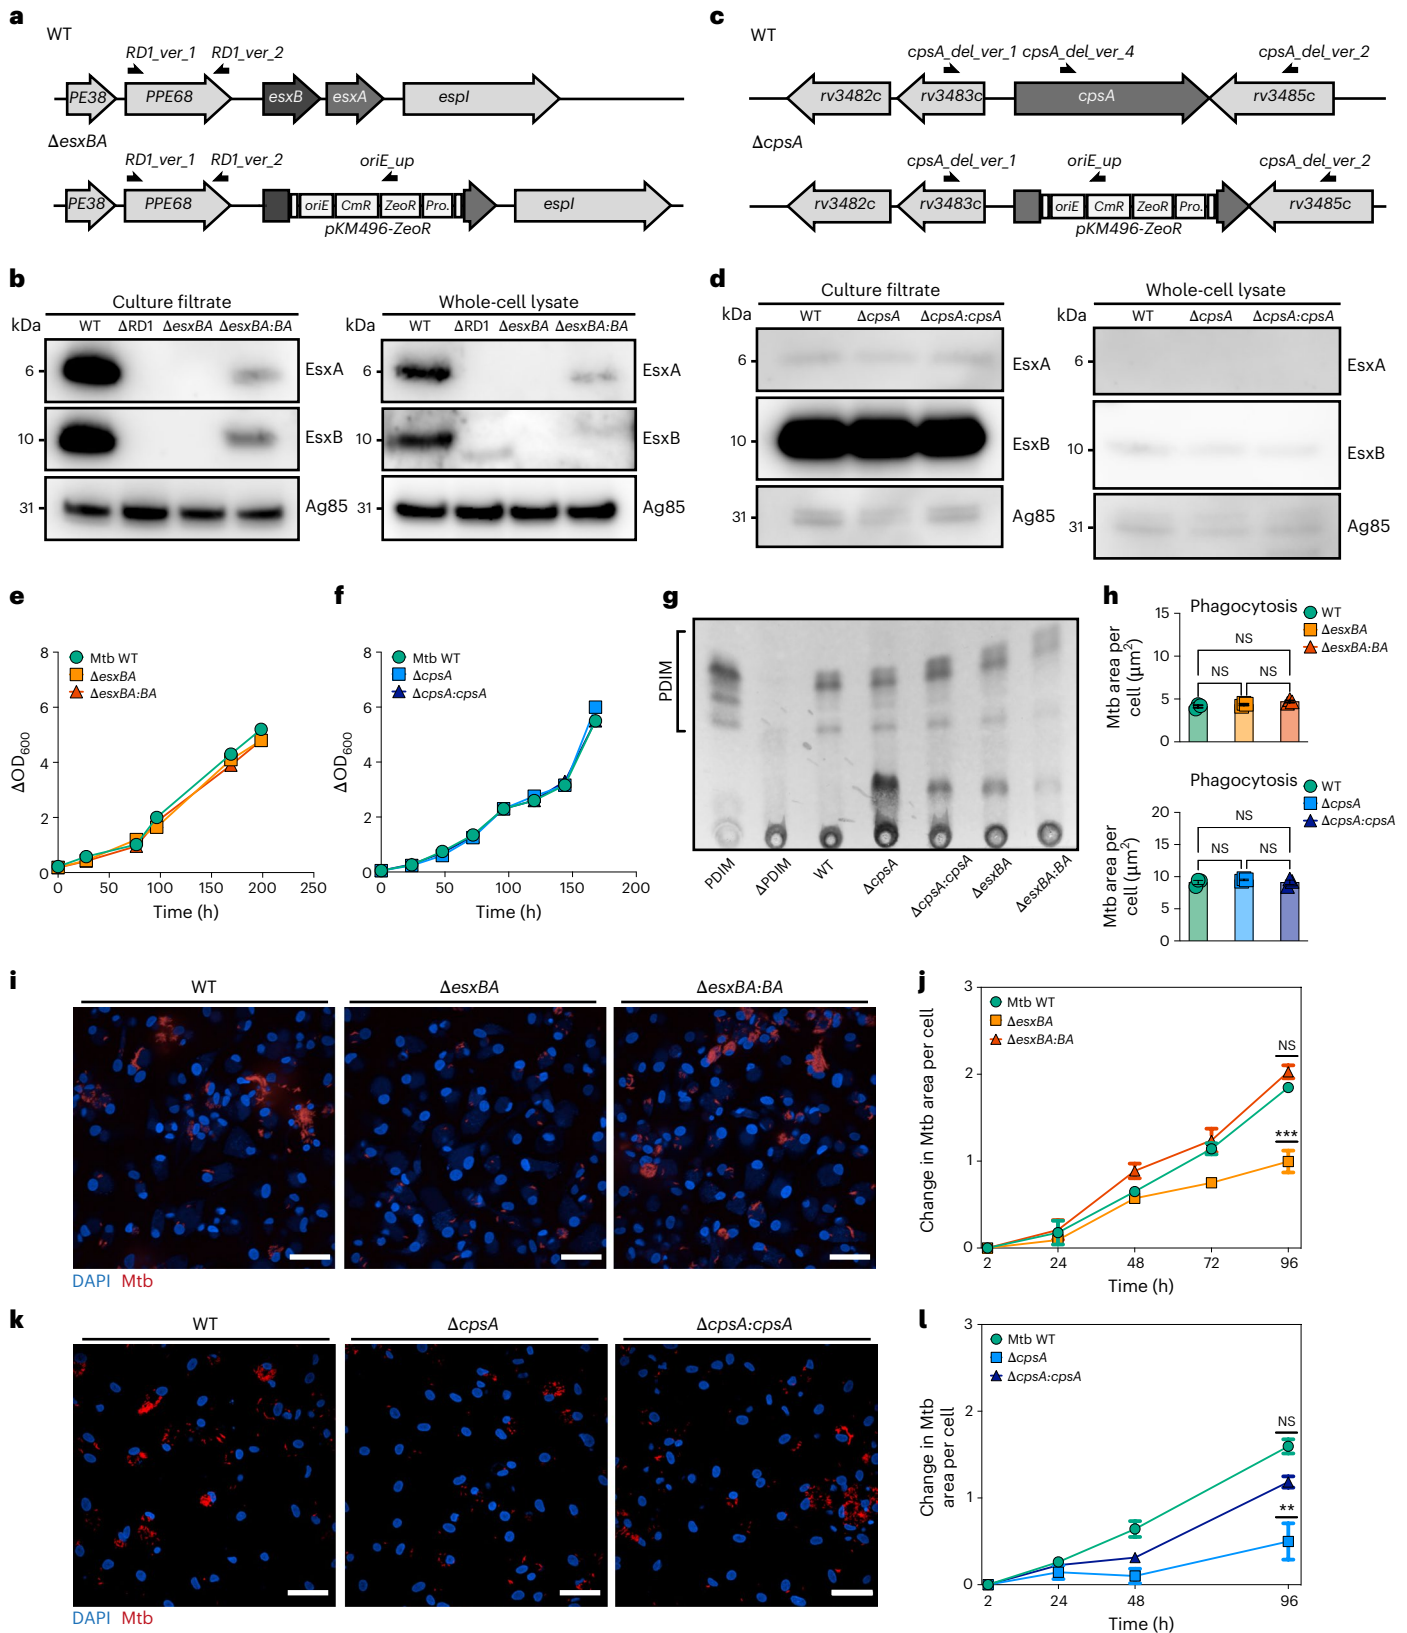 a
WT
RD1_ver_1 RD1_ver_2
PE38 PPE68 esxB esxA espI
ΔesxBA
RD1_ver_1 RD1_ver_2 oriE_up
PE38 PPE68 oriE CmR ZeoR Pro. espI
pKM496-ZeoR
c
WT
cpsA_del_ver_1 cpsA_del_ver_4 cpsA_del_ver_2
rv3482c rv3483c cpsA rv3485c
ΔcpsA
cpsA_del_ver_1 oriE_up cpsA_del_ver_2
rv3482c rv3483c oriE CmR ZeoR Pro. rv3485c
pKM496-ZeoR
b
Culture filtrate Whole-cell lysate
kDa WT ΔRD1 ΔesxBA ΔesxBA:BA kDa WT ΔRD1 ΔesxBA ΔesxBA:BA
6 EsxA 6 EsxA
10 EsxB 10 EsxB
31 Ag85 31 Ag85
d
Culture filtrate Whole-cell lysate
kDa WT ΔcpsA ΔcpsA:cpsA kDa WT ΔcpsA ΔcpsA:cpsA
6 EsxA 6 EsxA
10 EsxB 10 EsxB
31 Ag85 31 Ag85
e
ΔOD600
8
6
4
2
0
Mtb WT
ΔesxBA
ΔesxBA:BA
0 50 100 150 200 250
Time (h)
f
ΔOD600
8
6
4
2
0
Mtb WT
ΔcpsA
ΔcpsA:cpsA
0 50 100 150 200
Time (h)
g
PDIM
PDIM ΔPDIM WT ΔcpsA ΔcpsA:cpsA ΔesxBA ΔesxBA:BA
h
Phagocytosis
Mtb area per
cell (µm2)
15
10
5
0
NS
NS NS
WT
ΔesxBA
ΔesxBA:BA
Phagocytosis
Mtb area per
cell (µm2)
20
15
10
5
0
NS
NS NS
WT
ΔcpsA
ΔcpsA:cpsA
i
WT ΔesxBA ΔesxBA:BA
DAPI Mtb
j
Change in Mtb area per cell
3
2
1
0
Mtb WT
ΔesxBA
ΔesxBA:BA
NS
***
2 24 48 72 96
Time (h)
k
WT ΔcpsA ΔcpsA:cpsA
DAPI Mtb
l
Change in Mtb
area per cell
3
2
1
0
Mtb WT
ΔcpsA
ΔcpsA:cpsA
NS
**
2 24 48 96
Time (h)